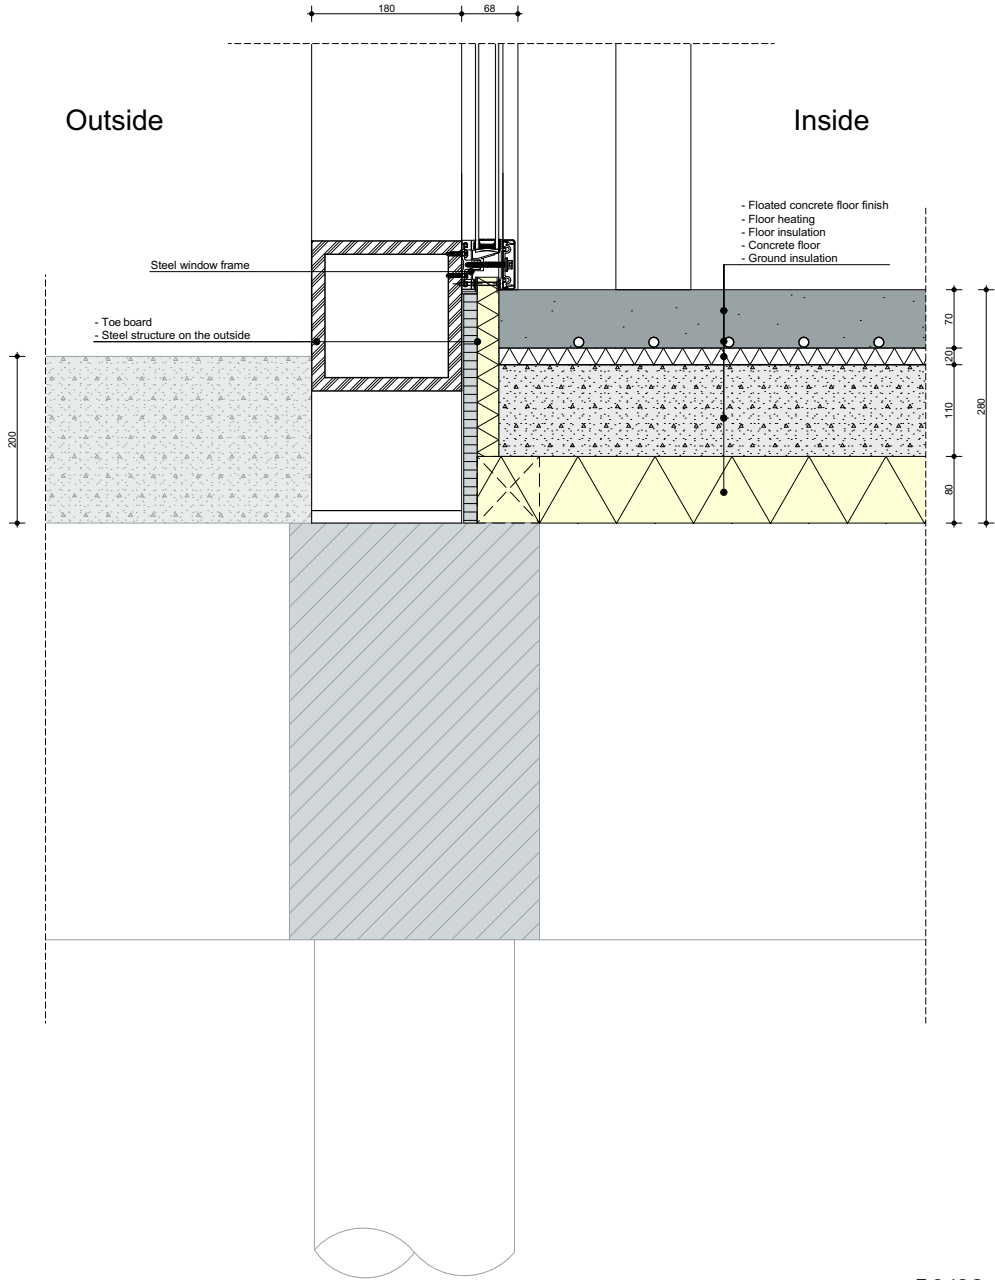 180
68
Outside
Inside
- Floated concrete floor finish
- Floor heating
- Floor insulation
- Concrete floor
- Ground insulation
Steel window frame
- Toe board
- Steel structure on the outside
70
120
110
80
280
200